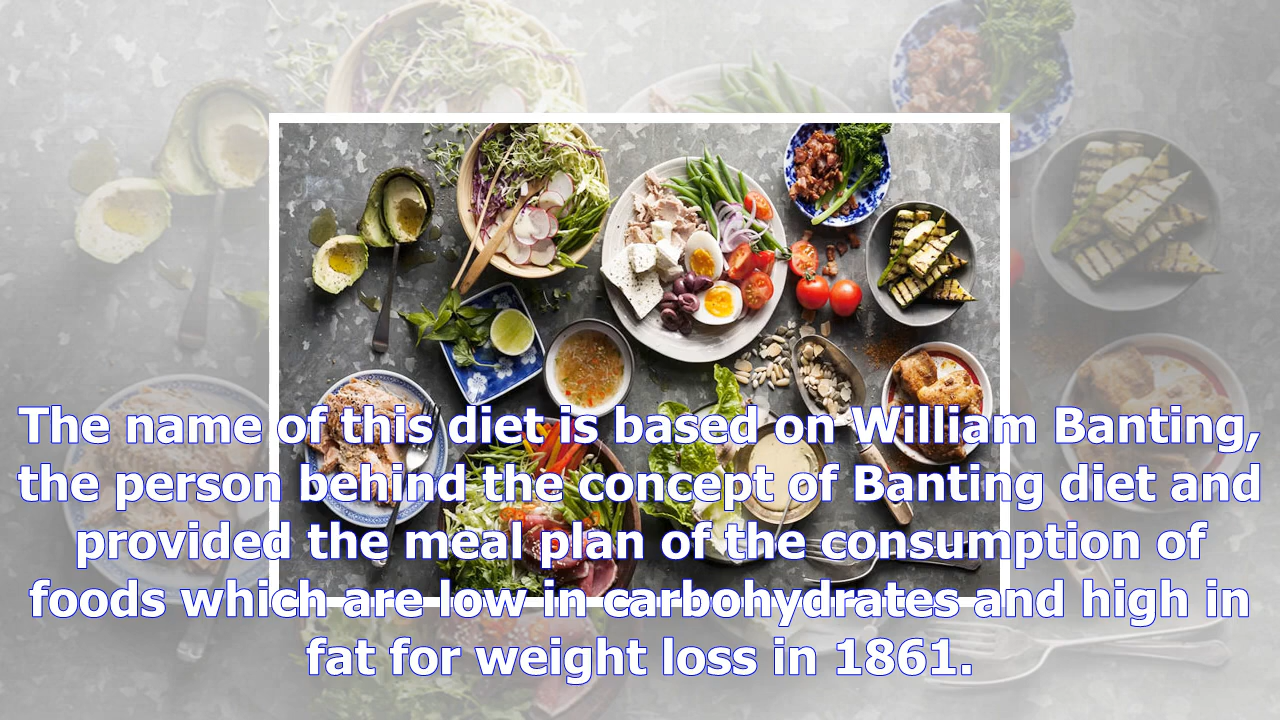 The name of this diet is based on William Banting,
the person behind the concept of Banting diet and
provided the meal plan of the consumption of
foods which are low in carbohydrates and high in
fat for weight loss in 1861.